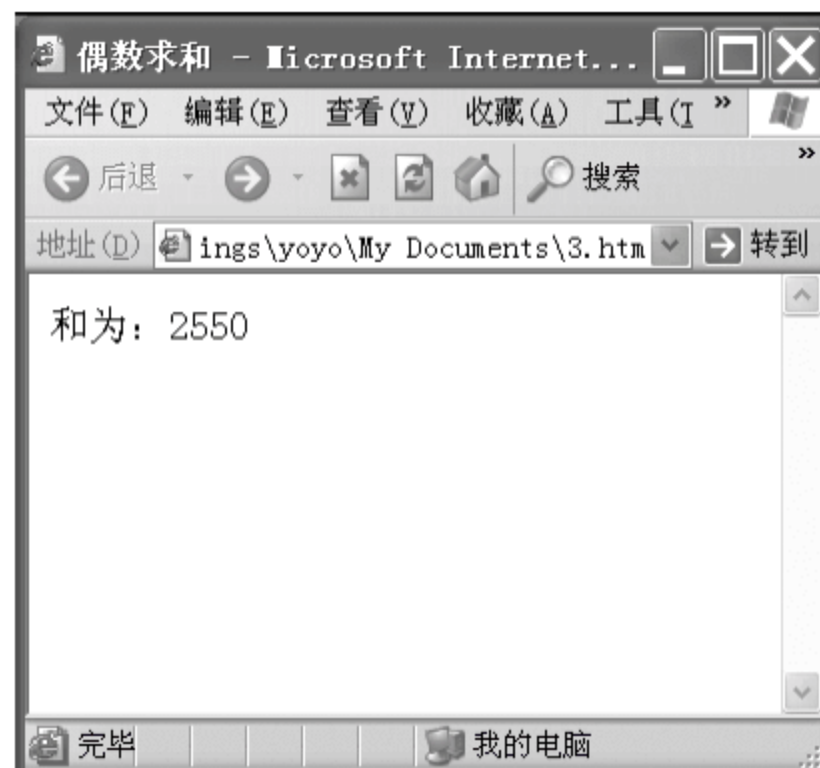 偶数求和 - Microsoft Internet...
文件(F) 编辑(E) 查看(V) 收藏(A) 工具(T »
后退 搜索 »
地址(D) ings\yoyo\My Documents\3.htm 转到
和为：2550
完毕 我的电脑